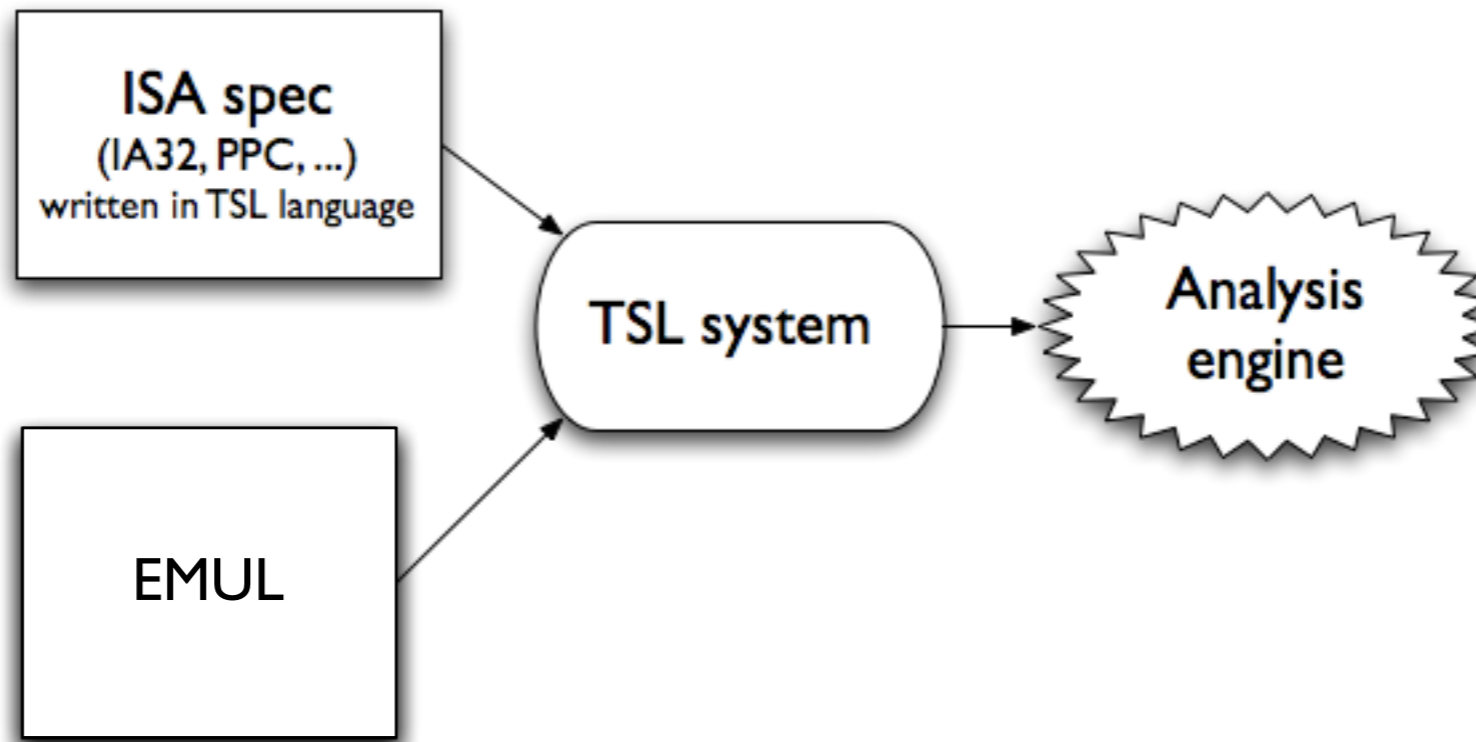 ISA spec
(IA32, PPC, ...)
written in TSL language
TSL system
Analysis
engine
EMUL